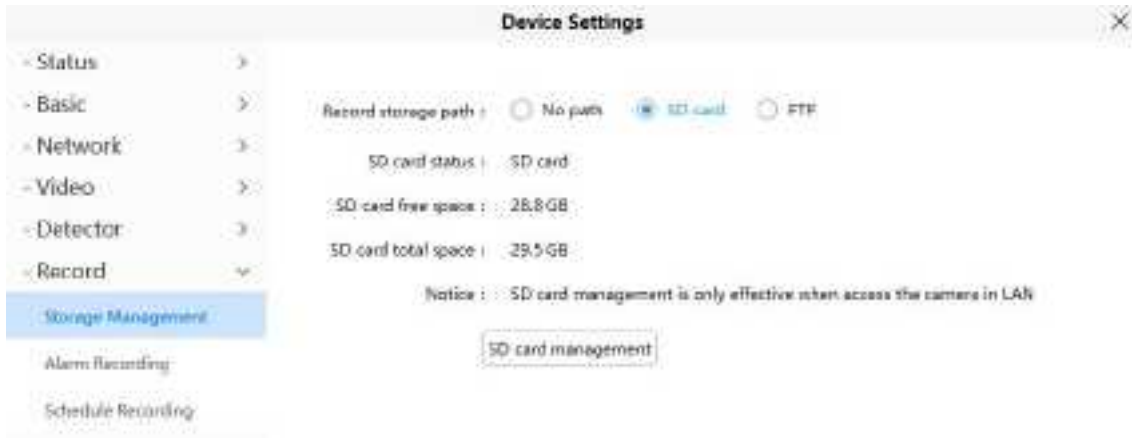 Device Settings
- Status
- Basic
- Network
- Video
- Detector
- Record
Storage Management
Alarm Recording
Schedule Recording
Record storage path : No path SD card FTP
SD card status : SD card
SD card free space : 28.8 GB
SD card total space : 29.5 GB
Notice : SD card management is only effective when access the camera in LAN
SD card management